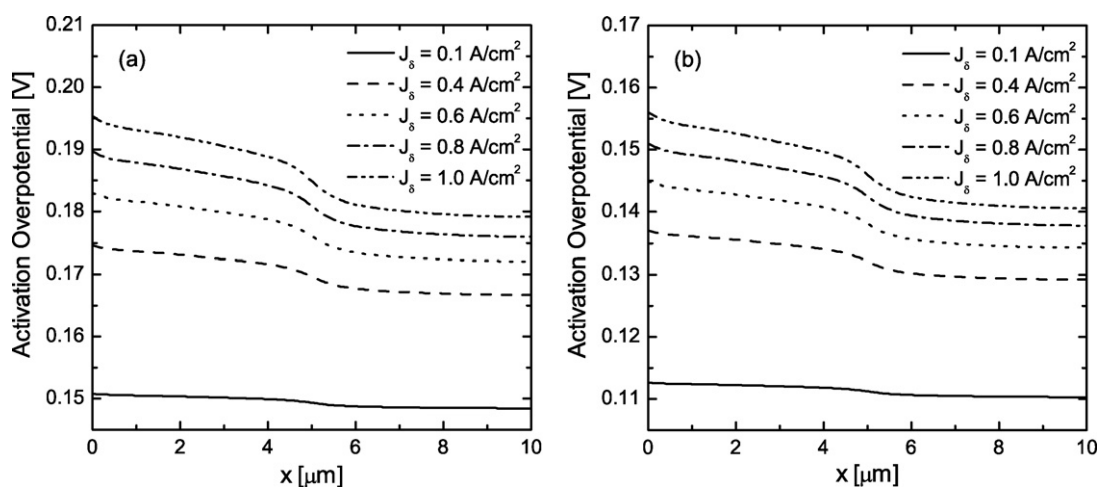 (a)
Activation Overpotential [V]
0.21
0.20
0.19
0.18
0.17
0.16
0.15
J_δ = 0.1 A/cm²
J_δ = 0.4 A/cm²
J_δ = 0.6 A/cm²
J_δ = 0.8 A/cm²
J_δ = 1.0 A/cm²
0 2 4 6 8 10
x [μm]
(b)
Activation Overpotential [V]
0.17
0.16
0.15
0.14
0.13
0.12
0.11
J_δ = 0.1 A/cm²
J_δ = 0.4 A/cm²
J_δ = 0.6 A/cm²
J_δ = 0.8 A/cm²
J_δ = 1.0 A/cm²
0 2 4 6 8 10
x [μm]